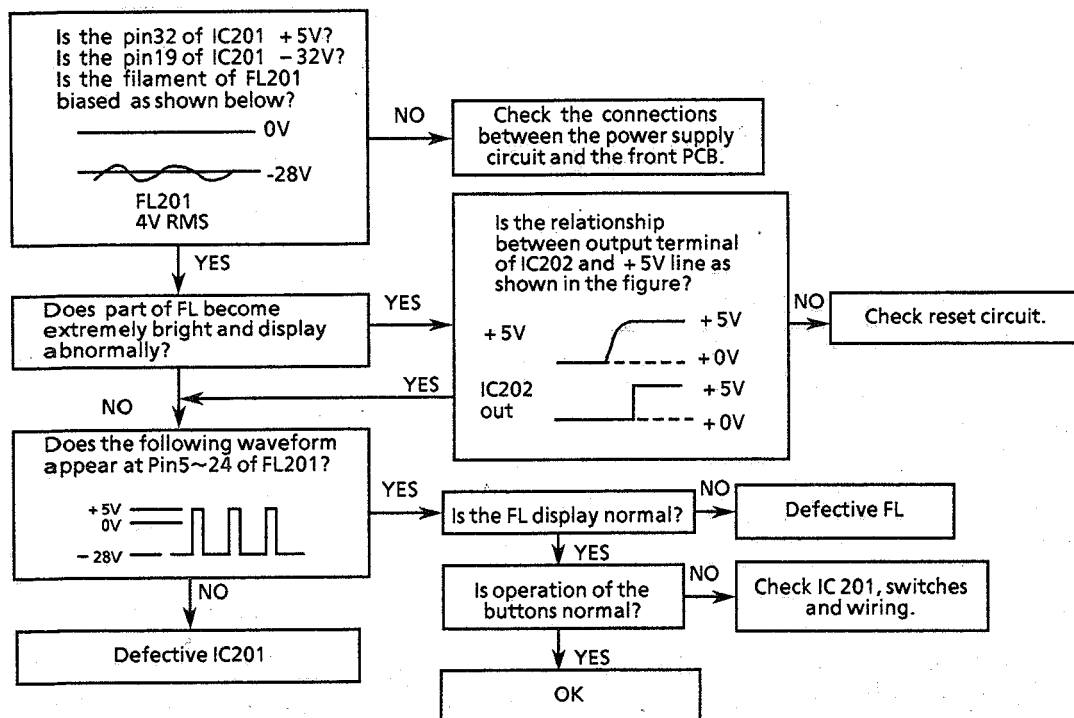 Is the pin32 of IC201 +5V?
Is the pin19 of IC201 −32V?
Is the filament of FL201
biased as shown below?
0V
-28V
FL201
4V RMS
NO
Check the connections
between the power supply
circuit and the front PCB.
YES
Does part of FL become
extremely bright and display
abnormally?
YES
Is the relationship
between output terminal
of IC202 and +5V line as
shown in the figure?
+5V
+5V
+0V
IC202
out
+5V
+0V
NO
Check reset circuit.
YES
NO
Does the following waveform
appear at Pin5~24 of FL201?
+5V
0V
−28V
YES
Is the FL display normal?
NO
Defective FL
YES
Is operation of the
buttons normal?
NO
Check IC 201, switches
and wiring.
YES
OK
NO
Defective IC201